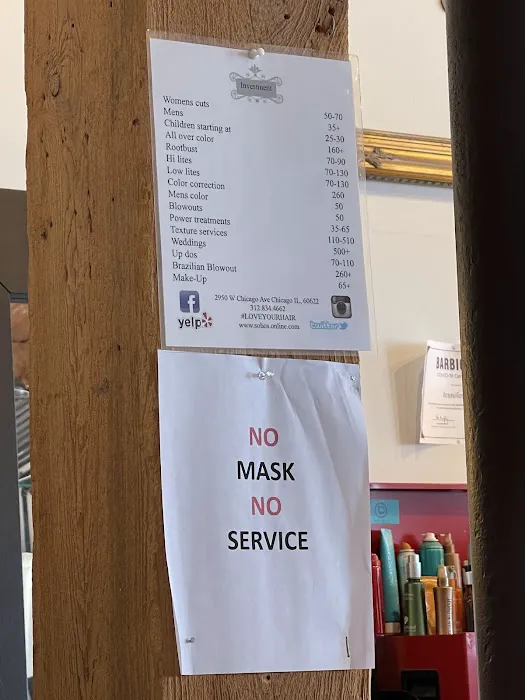 Investment
Womens cuts 50-70
Mens 35+
Children starting at 25-30
All over color 160+
Rootbust 70-90
Hi lites 70-130
Low lites 70-130
Color correction 260
Mens color 50
Blowouts 50
Power treatments 35-65
Texture services 110-510
Weddings 500+
Up dos 70-110
Brazilian Blowout 260+
Make-Up 65+
f
2950 W Chicago Ave Chicago IL, 60622
312.834.4662
yelp
#LOVEYOURHAIR
twitter
www.sohos.online.com
NO
MASK
NO
SERVICE
BARBI